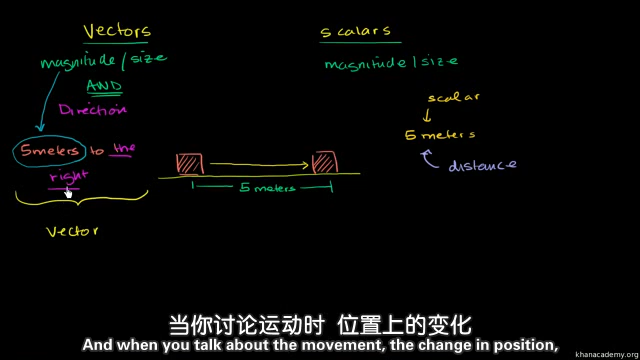 Vectors
magnitude/size
AND
Direction
5 meters to the
right
Vector
5 meters
scalars
magnitude/size
scalar
5 meters
distance
当你讨论运动时 位置上的变化
And when you talk about the movement, the change in position,
khanacademy.org